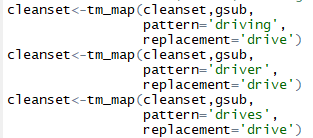 cleanset<-tm_map(cleanset,gsub,
pattern='driving',
replacement='drive')
cleanset<-tm_map(cleanset,gsub,
pattern='driver',
replacement='drive')
cleanset<-tm_map(cleanset,gsub,
pattern='drives',
replacement='drive')